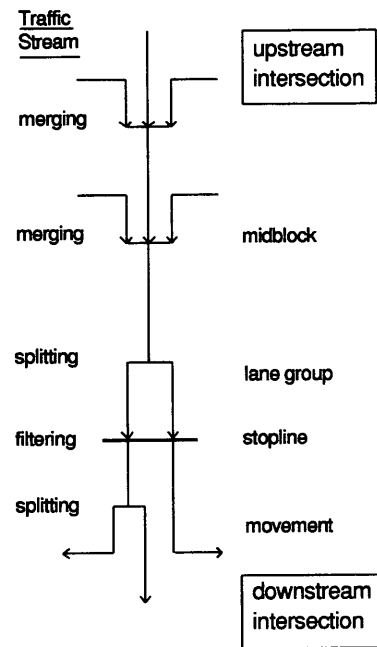 Traffic
Stream
upstream
intersection
merging
merging
midblock
splitting
lane group
filtering
stopline
splitting
movement
downstream
intersection